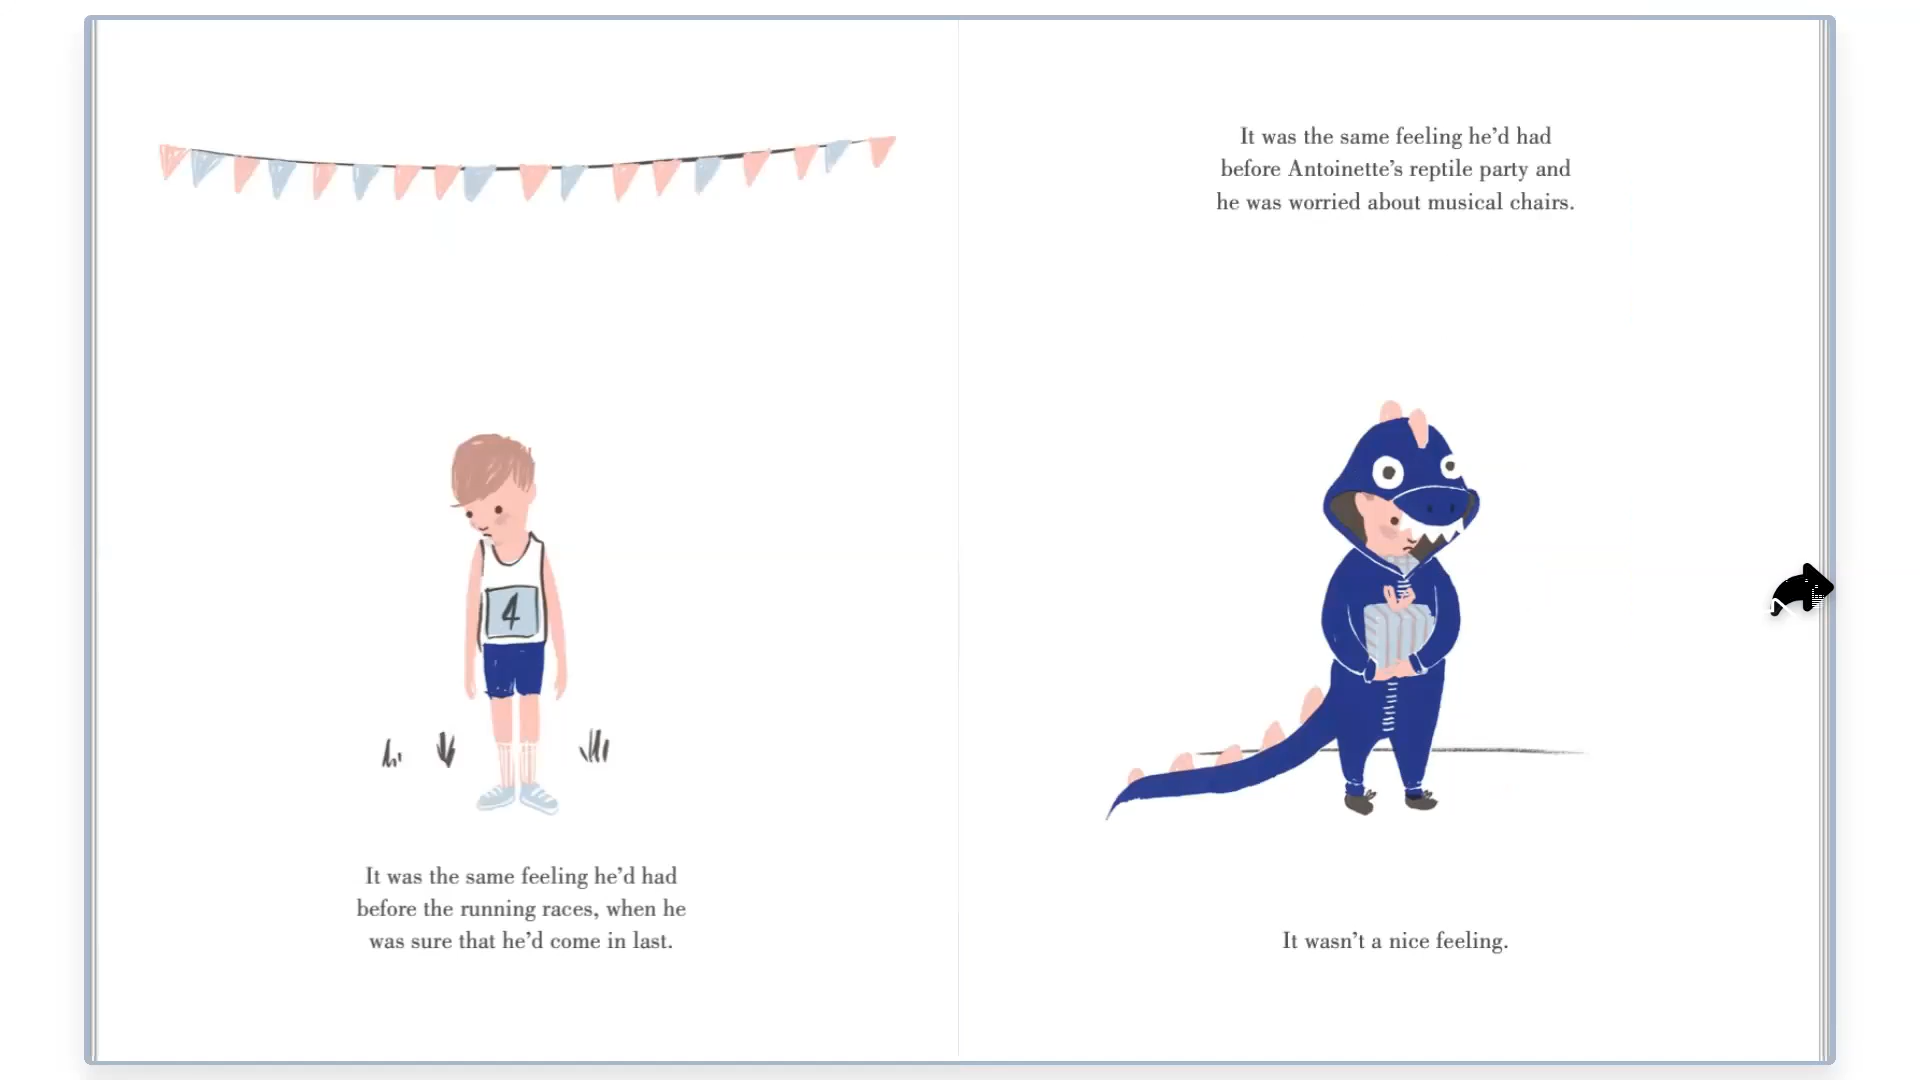 4
It was the same feeling he’d had
before the running races, when he
was sure that he’d come in last.
It was the same feeling he’d had
before Antoinette’s reptile party and
he was worried about musical chairs.
It wasn’t a nice feeling.